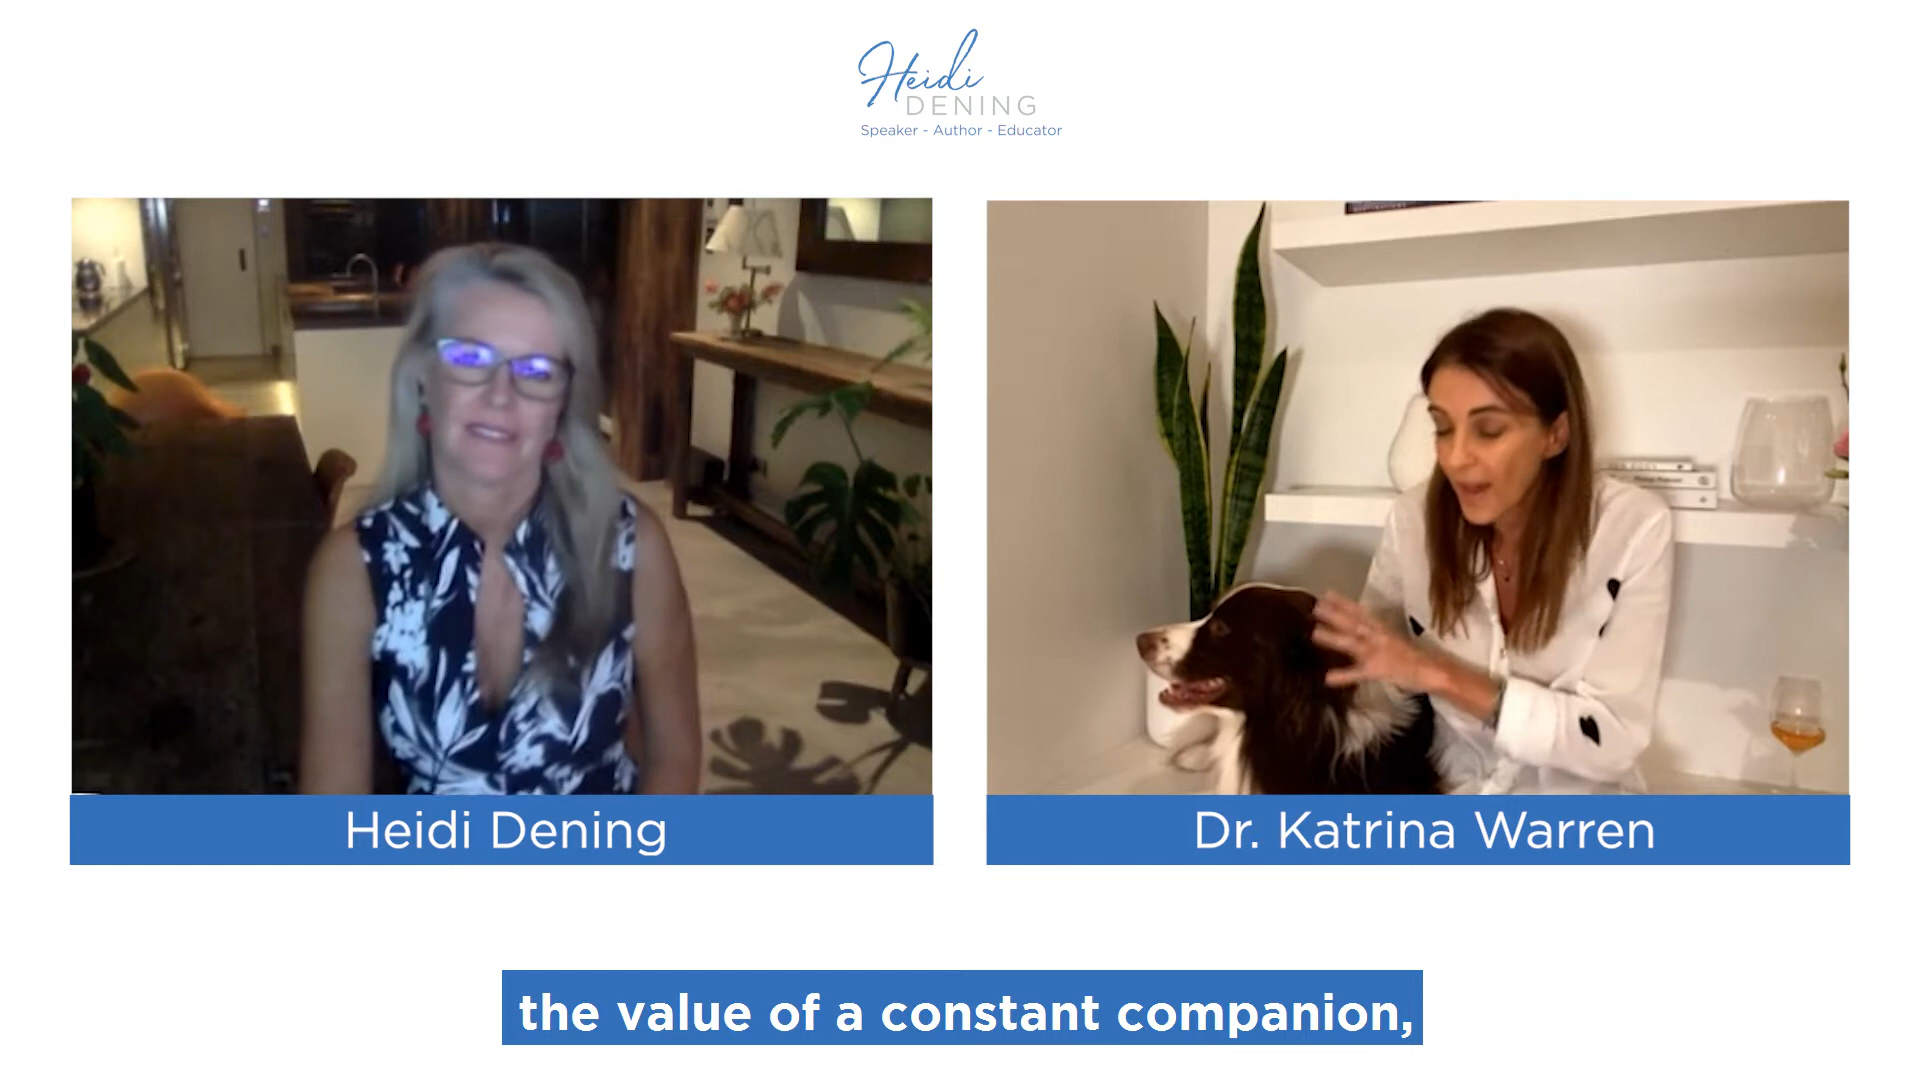 Heidi
DENING
Speaker - Author - Educator
Heidi Dening
Dr. Katrina Warren
the value of a constant companion,